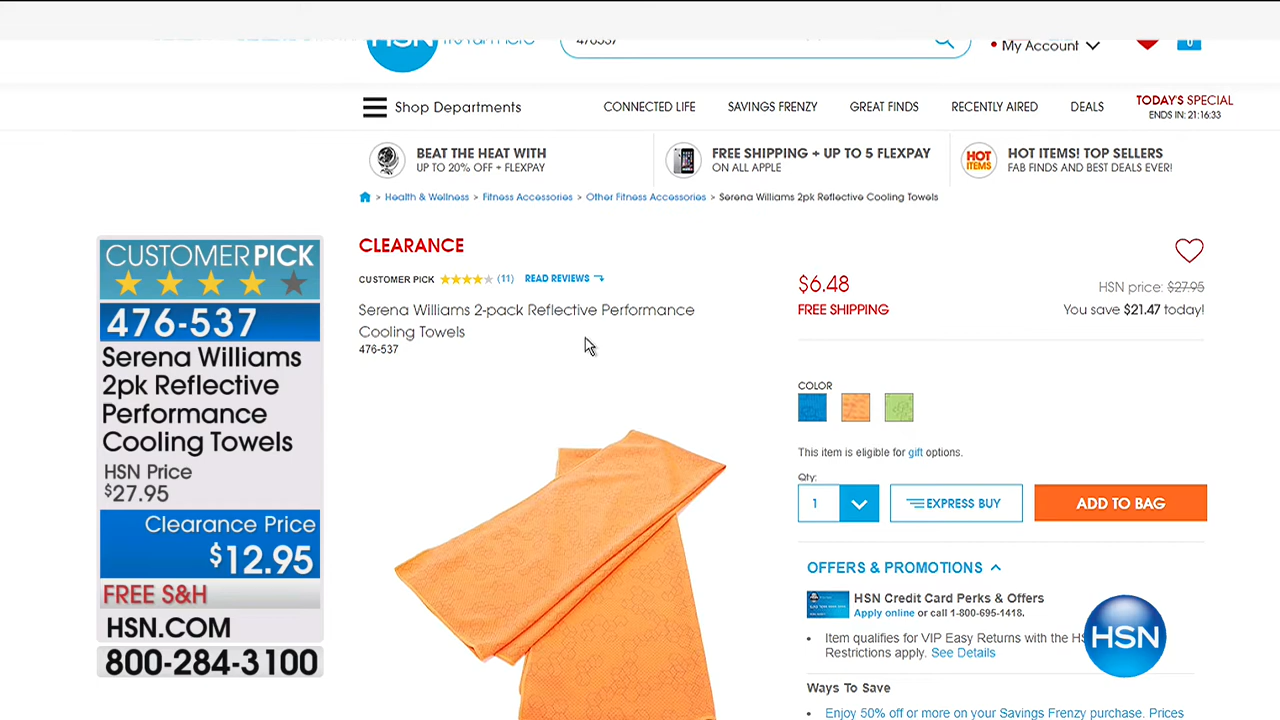 HSN
476537
My Account
0
Shop Departments
CONNECTED LIFE
SAVINGS FRENZY
GREAT FINDS
RECENTLY AIRED
DEALS
TODAY'S SPECIAL
ENDS IN: 21:16:33
BEAT THE HEAT WITH
UP TO 20% OFF + FLEXPAY
FREE SHIPPING + UP TO 5 FLEXPAY
ON ALL APPLE
HOT ITEMS
HOT ITEMS! TOP SELLERS
FAB FINDS AND BEST DEALS EVER!
> Health & Wellness > Fitness Accessories > Other Fitness Accessories > Serena Williams 2pk Reflective Cooling Towels
CUSTOMER PICK
476-537
Serena Williams
2pk Reflective
Performance
Cooling Towels
HSN Price
$27.95
Clearance Price
$12.95
FREE S&H
HSN.COM
800-284-3100
CLEARANCE
CUSTOMER PICK (11) READ REVIEWS
Serena Williams 2-pack Reflective Performance
Cooling Towels
476-537
$6.48
HSN price: $27.95
FREE SHIPPING
You save $21.47 today!
COLOR
This item is eligible for gift options.
Qty:
1
EXPRESS BUY
ADD TO BAG
OFFERS & PROMOTIONS
HSN Credit Card Perks & Offers
Apply online or call 1-800-695-1418.
• Item qualifies for VIP Easy Returns with the
Restrictions apply. See Details
HSN
Ways To Save
• Enjoy 50% off or more on your Savings Frenzy purchase. Prices